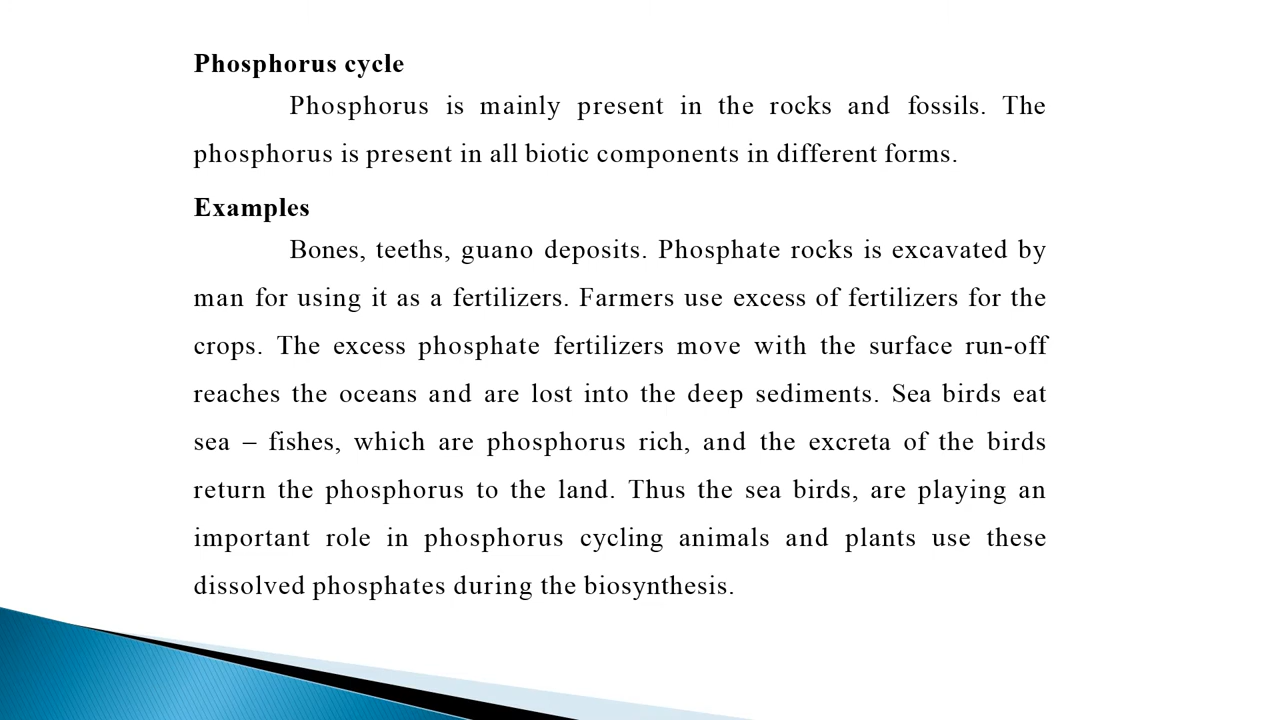 Phosphorus cycle
Phosphorus is mainly present in the rocks and fossils. The
phosphorus is present in all biotic components in different forms.
Examples
Bones, teeths, guano deposits. Phosphate rocks is excavated by
man for using it as a fertilizers. Farmers use excess of fertilizers for the
crops. The excess phosphate fertilizers move with the surface run-off
reaches the oceans and are lost into the deep sediments. Sea birds eat
sea – fishes, which are phosphorus rich, and the excreta of the birds
return the phosphorus to the land. Thus the sea birds, are playing an
important role in phosphorus cycling animals and plants use these
dissolved phosphates during the biosynthesis.